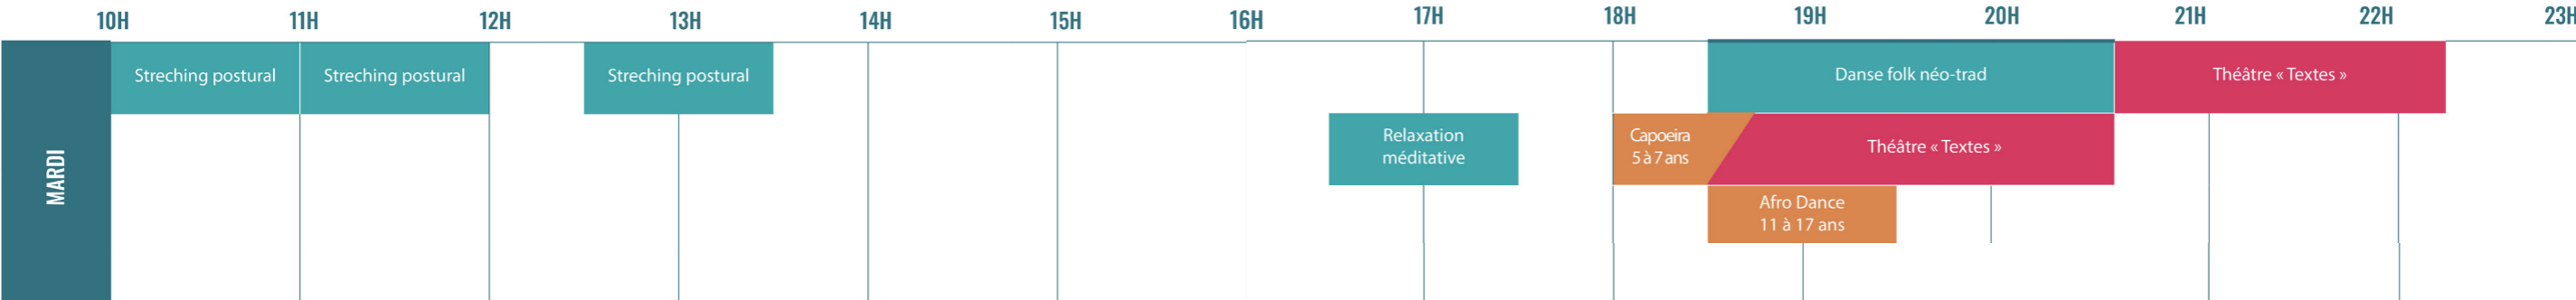 10H 11H 12H 13H 14H 15H 16H 17H 18H 19H 20H 21H 22H 23H
MARDI
Streching postural
Streching postural
Streching postural
Danse folk néo-trad
Théâtre « Textes »
Relaxation
méditative
Capoeira
5 à 7 ans
Théâtre « Textes »
Afro Dance
11 à 17 ans